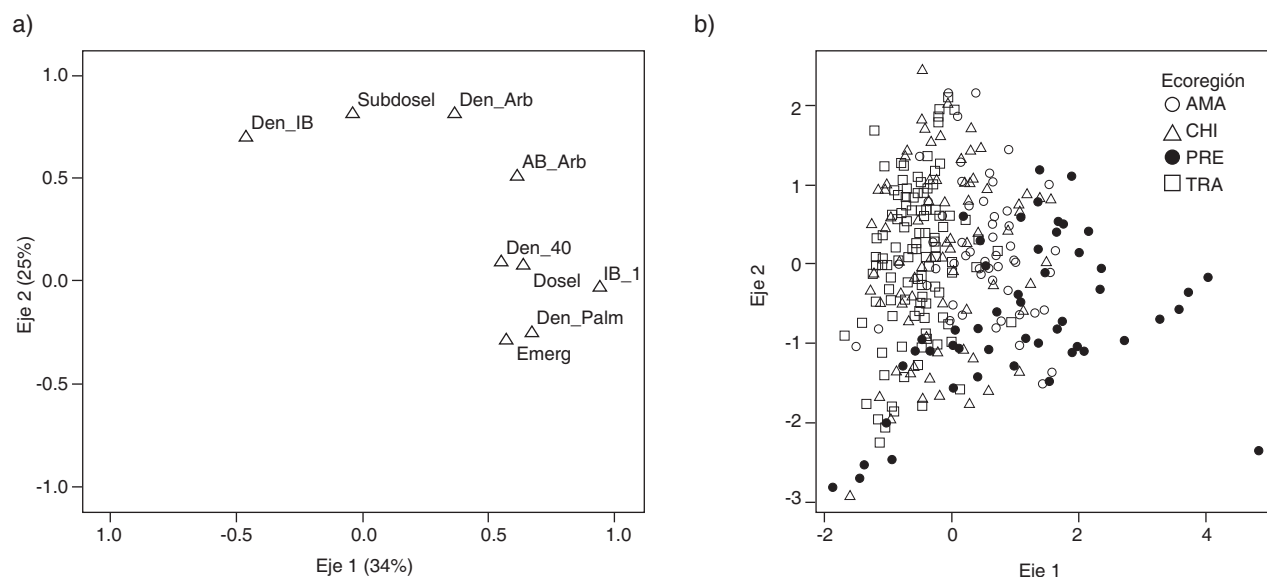 a)
1.0
0.5
0.0
-0.5
-1.0
Eje 2 (25%)
Den_IB
Subdosel
Den_Arb
AB_Arb
Den_40
Dosel
IB_1
Den_Palm
Emerg
1.0
-0.5
0.0
0.5
1.0
Eje 1 (34%)
b)
2
1
0
-1
-2
-3
Eje 2
Ecoregión
AMA
CHI
PRE
TRA
-2
0
2
4
Eje 1